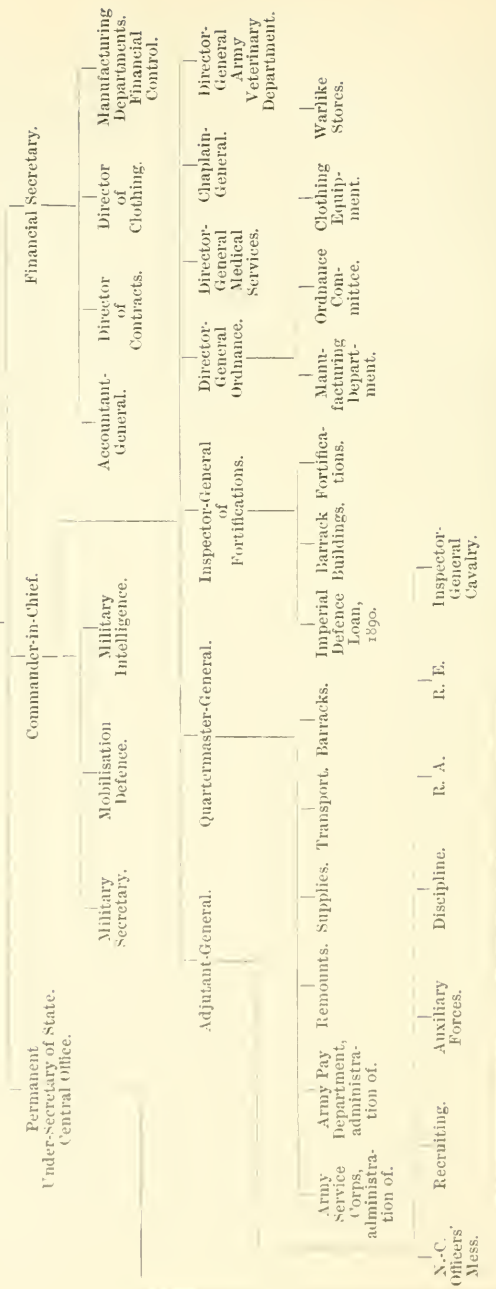 Permanent
Under-Secretary of State.
Central Office.
Commander-in-Chief.
Financial Secretary.
Military
Secretary.
Mobilisation
Defence.
Military
Intelligence.
Accountant-
General.
Director
of
Contracts.
Director
of
Clothing.
Manufacturing
Departments.
Financial
Control.
Adjutant-General.
Quartermaster-General.
Inspector-General
of
Fortifications.
Director-
General
Ordnance.
Director-
General
Medical
Services.
Chaplain-
General.
Director-
General
Army
Veterinary
Department.
Army
Service
Corps,
administra-
tion of.
Army Pay
Department,
administra-
tion of.
Remounts.
Supplies.
Transport.
Barracks.
Imperial
Defence
Loan,
1890.
Barrack
Buildings.
Fortifica-
tions.
Manu-
facturing
Depart-
ment.
Ordnance
Com-
mittee.
Clothing
Equip-
ment.
Warlike
Stores.
N.-C.
Officers'
Mess.
Recruiting.
Auxiliary
Forces.
Discipline.
R. A.
R. E.
Inspector-
General
Cavalry.